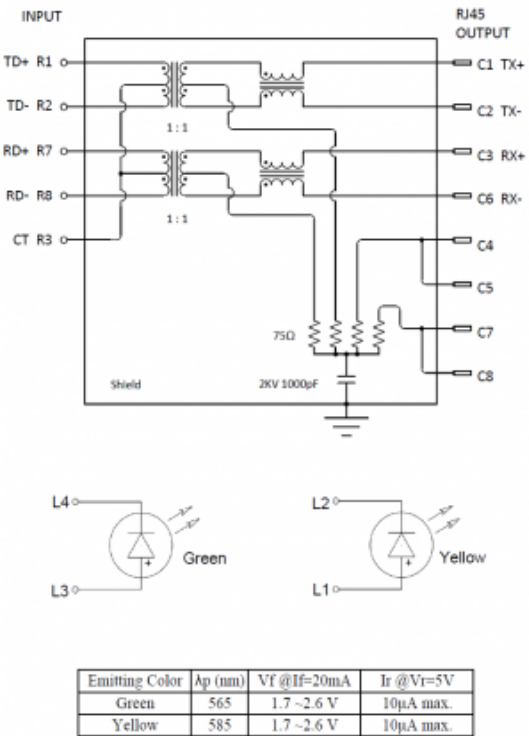 INPUT
RJ45
OUTPUT
TD+ R1
C1 TX+
TD- R2
C2 TX-
1 : 1
RD+ R7
C3 RX+
RD- R8
C6 RX-
1 : 1
CT R3
C4
C5
75Ω
C7
Shield
2KV 1000pF
C8
L4
L2
+
Green
+
Yellow
L3
L1
Emitting Color λp (nm) Vf @If=20mA Ir @Vr=5V
Green 565 1.7 ~2.6 V 10μA max.
Yellow 585 1.7 ~2.6 V 10μA max.